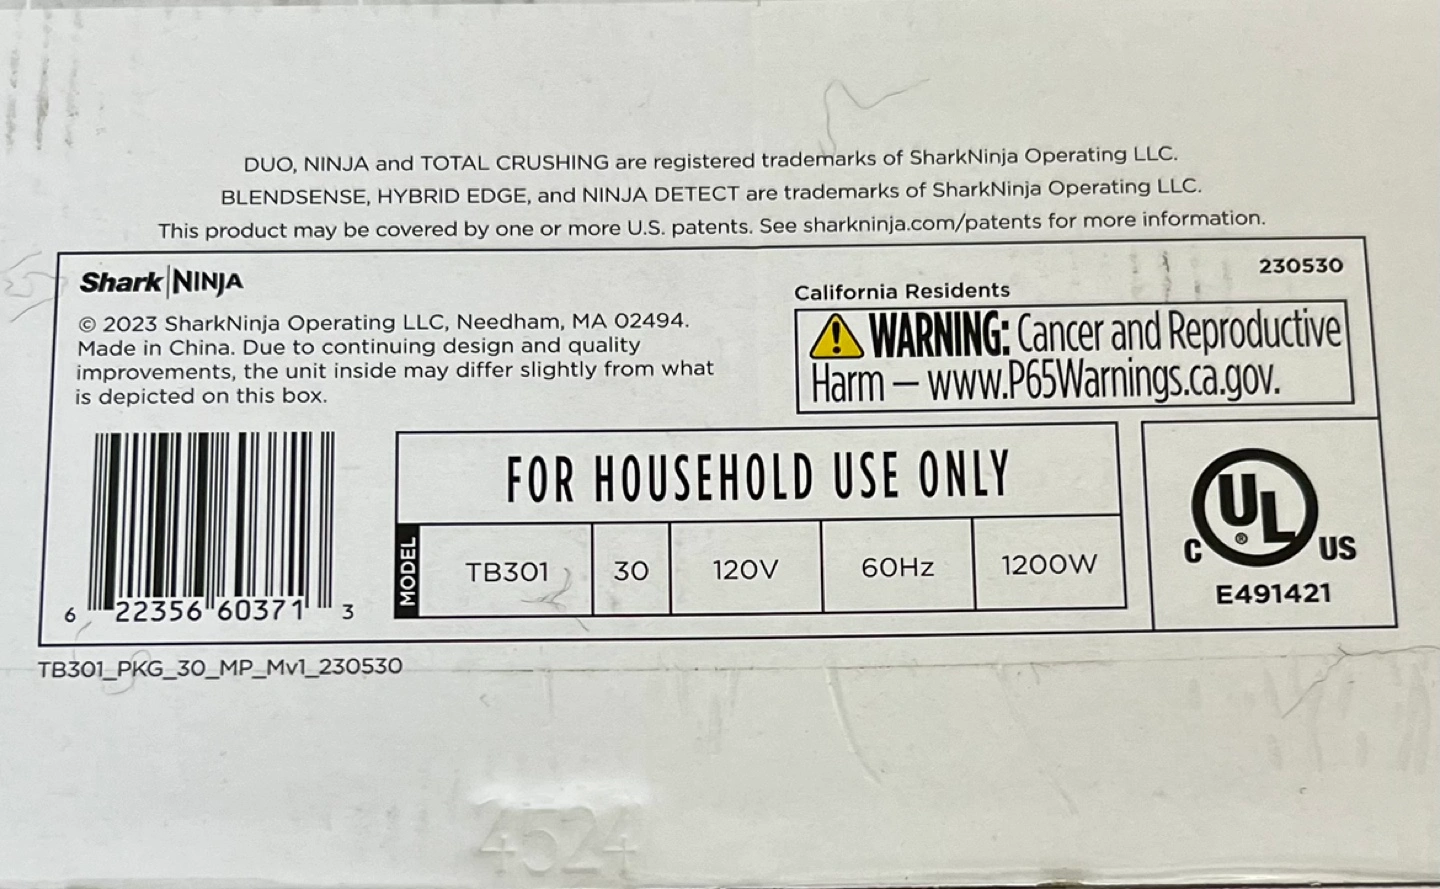 DUO, NINJA and TOTAL CRUSHING are registered trademarks of SharkNinja Operating LLC.
BLENDSENSE, HYBRID EDGE, and NINJA DETECT are trademarks of SharkNinja Operating LLC.
This product may be covered by one or more U.S. patents. See sharkninja.com/patents for more information.
Shark|NINJA
© 2023 SharkNinja Operating LLC, Needham, MA 02494.
Made in China. Due to continuing design and quality
improvements, the unit inside may differ slightly from what
is depicted on this box.
230530
California Residents
WARNING: Cancer and Reproductive
Harm — www.P65Warnings.ca.gov.
6 22356 60371 3
FOR HOUSEHOLD USE ONLY
MODEL TB301 30 120V 60Hz 1200W
C UL® US
E491421
TB301_PKG_30_MP_Mv1_230530
4524